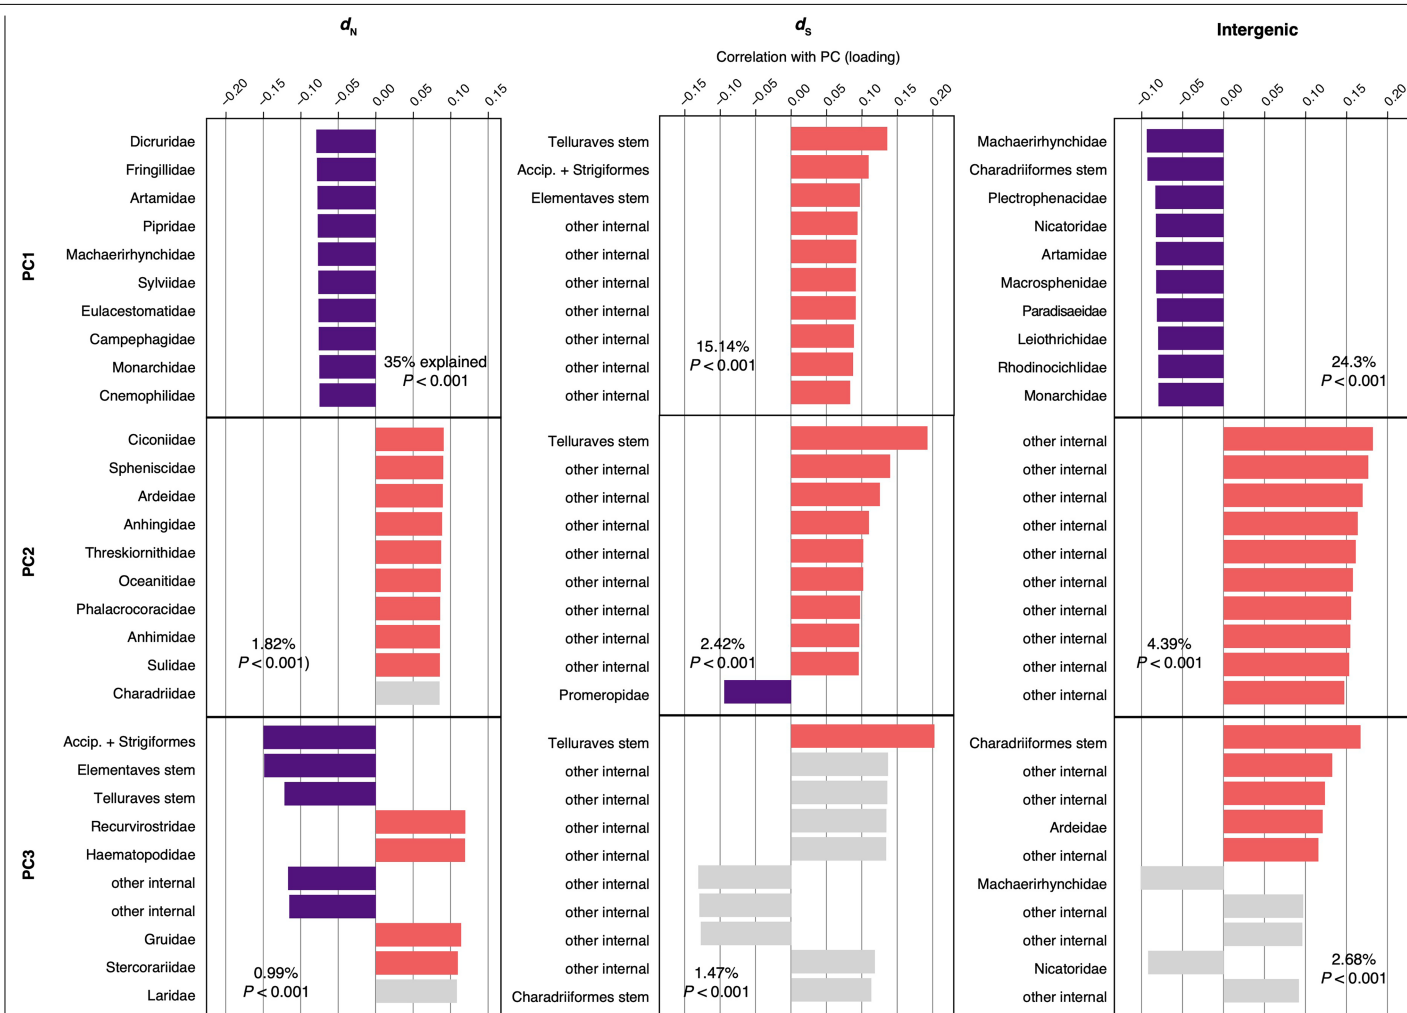 dN
dS
Intergenic
Correlation with PC (loading)
–0.20 –0.15 –0.10 –0.05 0.00 0.05 0.10 0.15
–0.15 –0.10 –0.05 0.00 0.05 0.10 0.15 0.20
–0.10 –0.05 0.00 0.05 0.10 0.15 0.20
PC1
Dicruridae
Fringillidae
Artamidae
Pipridae
Machaerirhynchidae
Sylviidae
Eulacestomatidae
Campephagidae
Monarchidae
Cnemophilidae
35% explained
P < 0.001
Telluraves stem
Accip. + Strigiformes
Elementaves stem
other internal
other internal
other internal
other internal
other internal
other internal
other internal
15.14%
P < 0.001
Machaerirhynchidae
Charadriiformes stem
Plectrophenacidae
Nicatoridae
Artamidae
Macrosphenidae
Paradisaeidae
Leiothrichidae
Rhodinocichlidae
Monarchidae
24.3%
P < 0.001
PC2
Ciconiidae
Spheniscidae
Ardeidae
Anhingidae
Threskiornithidae
Oceanitidae
Phalacrocoracidae
Anhimidae
Sulidae
Charadriidae
1.82%
P < 0.001)
Telluraves stem
other internal
other internal
other internal
other internal
other internal
other internal
other internal
other internal
Promeropidae
2.42%
P < 0.001
other internal
other internal
other internal
other internal
other internal
other internal
other internal
other internal
other internal
other internal
4.39%
P < 0.001
PC3
Accip. + Strigiformes
Elementaves stem
Telluraves stem
Recurvirostridae
Haematopodidae
other internal
other internal
Gruidae
Stercorariidae
Laridae
0.99%
P < 0.001
Telluraves stem
other internal
other internal
other internal
other internal
other internal
other internal
other internal
other internal
Charadriiformes stem
1.47%
P < 0.001
Charadriiformes stem
other internal
other internal
Ardeidae
other internal
Machaerirhynchidae
other internal
other internal
Nicatoridae
other internal
2.68%
P < 0.001